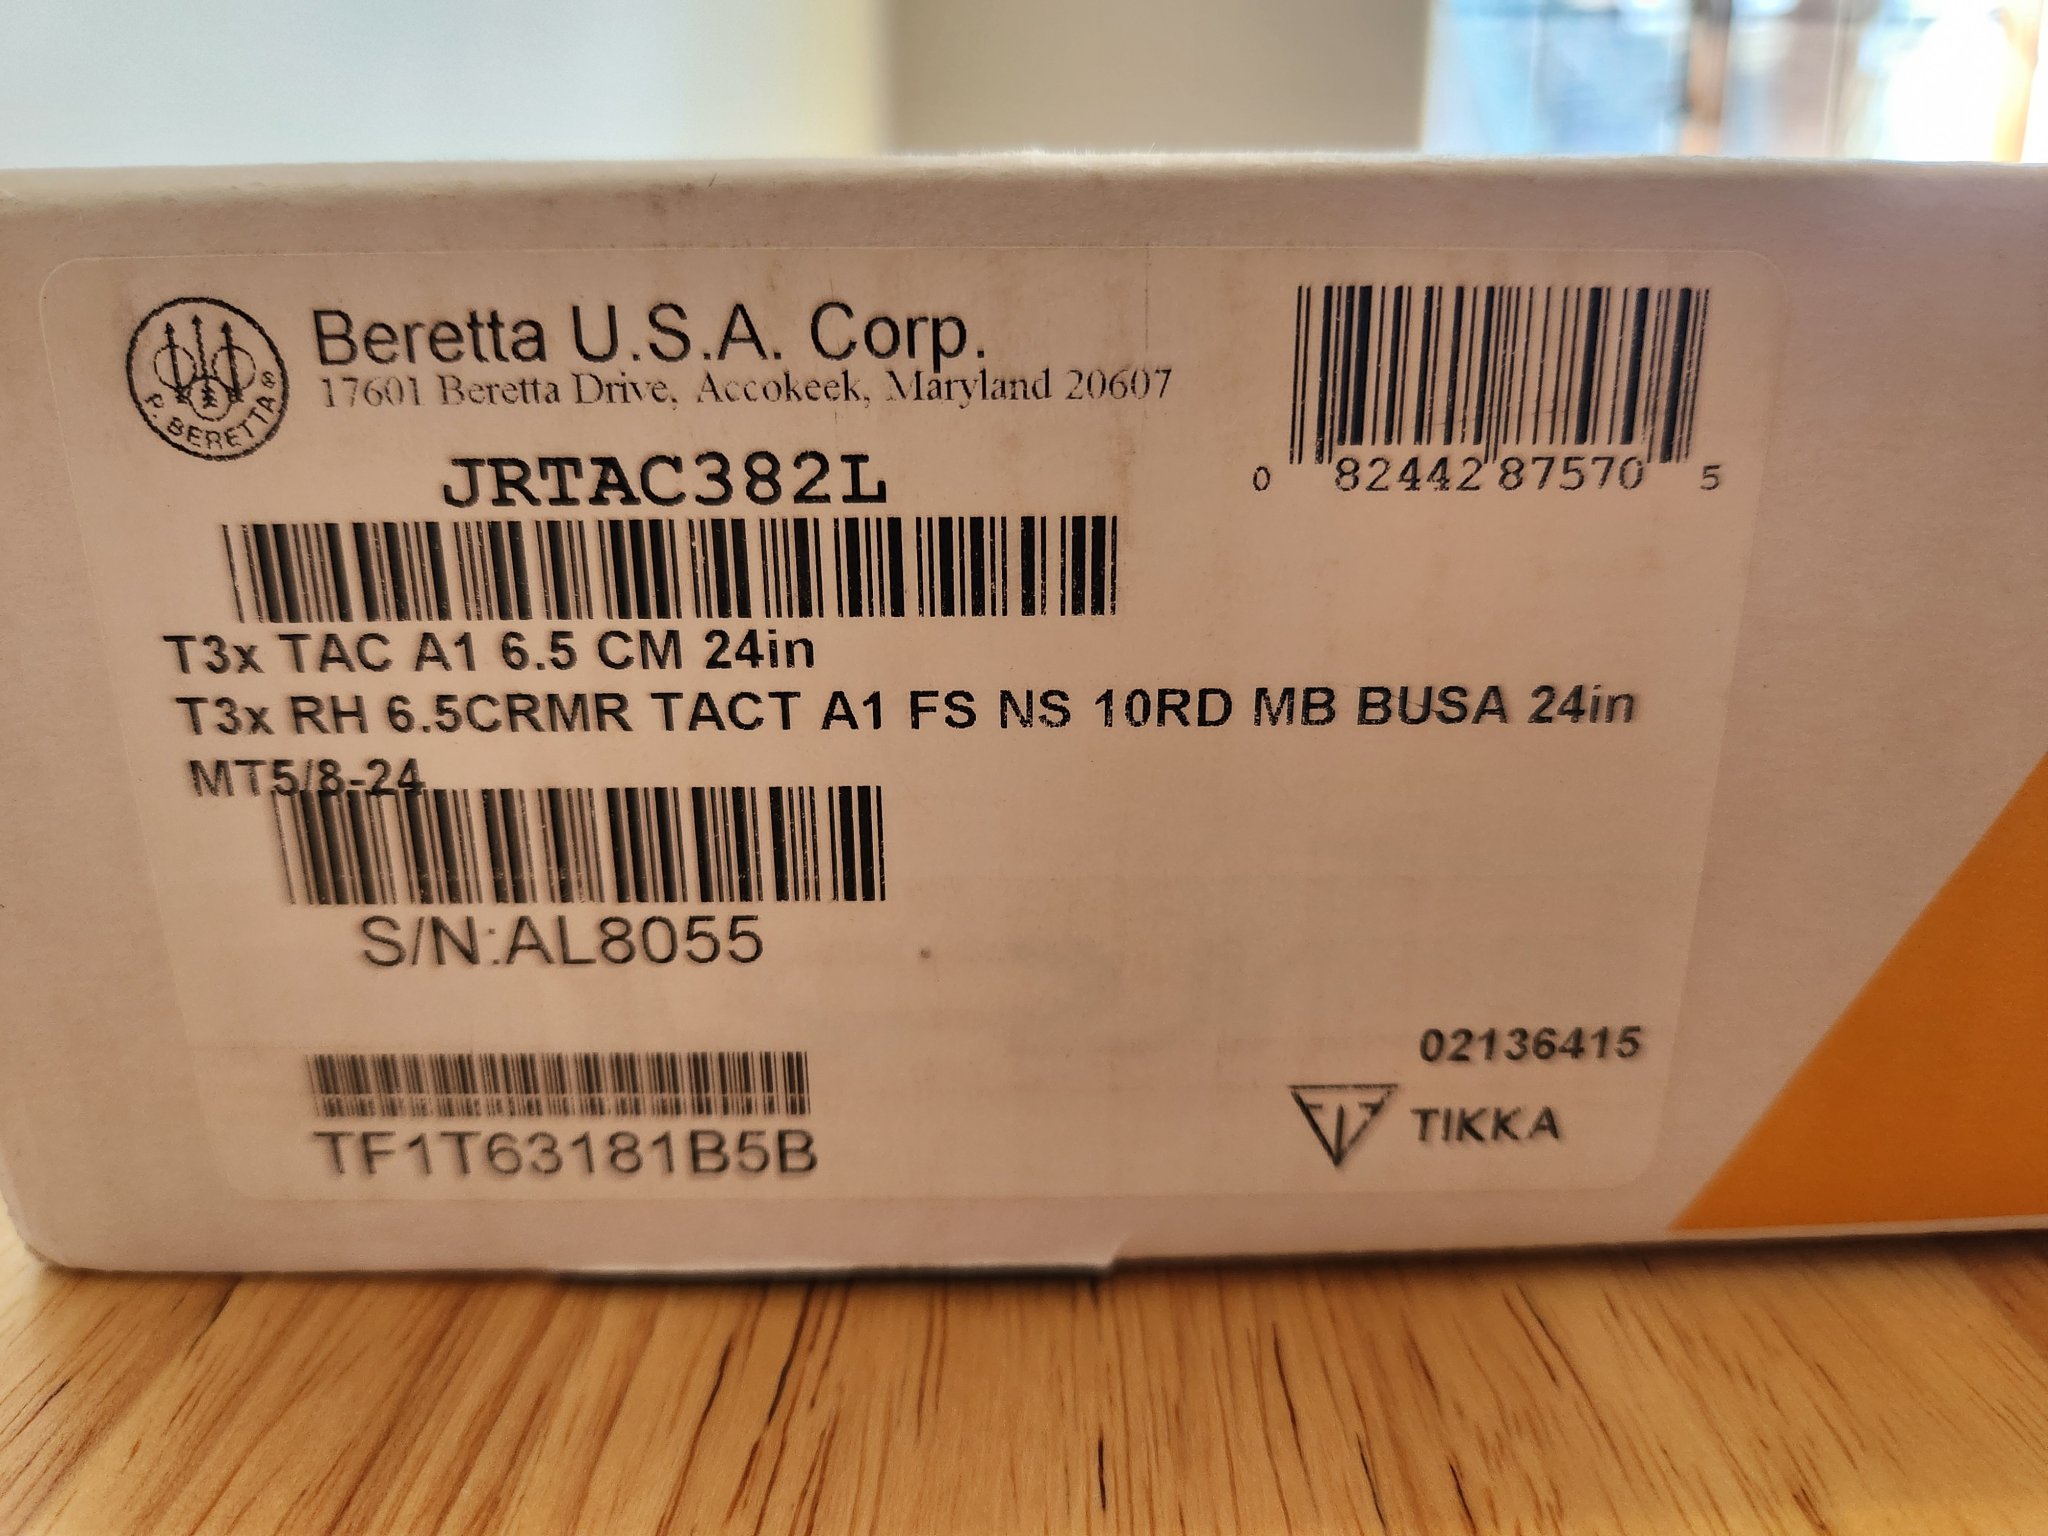 P. BERETTA®
Beretta U.S.A. Corp.
17601 Beretta Drive, Accokeek, Maryland 20607
0 82442 87570 5
JRTAC382L
T3x TAC A1 6.5 CM 24in
T3x RH 6.5CRMR TACT A1 FS NS 10RD MB BUSA 24in
MT5/8-24
S/N:AL8055
02136415
TIKKA
TF1T63181B5B